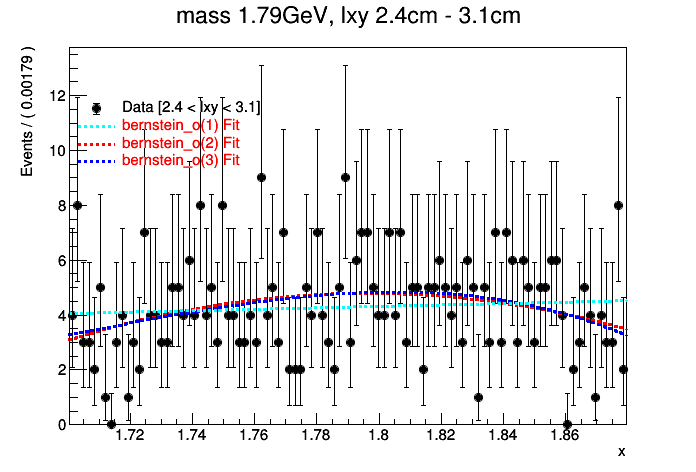 mass 1.79GeV, lxy 2.4cm - 3.1cm
Events / ( 0.00179 )
Data [2.4 < lxy < 3.1]
bernstein_o(1) Fit
bernstein_o(2) Fit
bernstein_o(3) Fit
12
10
8
6
4
2
0
1.72 1.74 1.76 1.78 1.8 1.82 1.84 1.86
x